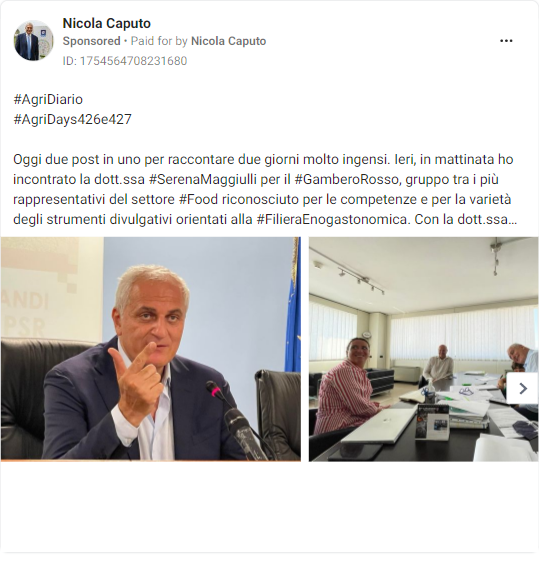 Nicola Caputo
Sponsored • Paid for by Nicola Caputo
ID: 1754564708231680
#AgriDiario
#AgriDays426e427
Oggi due post in uno per raccontare due giorni molto ingensi. Ieri, in mattinata ho
incontrato la dott.ssa #SerenaMaggiulli per il #GamberoRosso, gruppo tra i più
rappresentativi del settore #Food riconosciuto per le competenze e per la varietà
degli strumenti divulgativi orientati alla #FilieraEnogastonomica. Con la dott.ssa...
ANDI
PSR